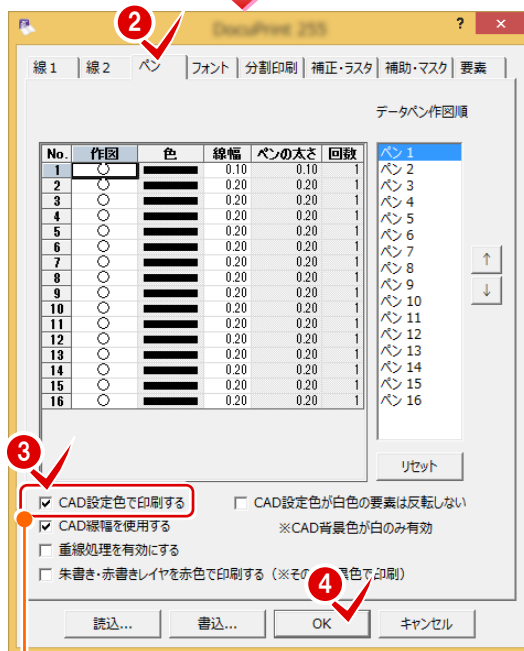 2
DocuPrint 255
? ×
線1 線2 ペン フォント 分割印刷 補正・ラスタ 補助・マスク 要素
データペン作図順
No. 作図 色 線幅 ペンの太さ 回数
1 ○ 0.10 0.10 1
2 ○ 0.20 0.20 1
3 ○ 0.20 0.20 1
4 ○ 0.20 0.20 1
5 ○ 0.20 0.20 1
6 ○ 0.20 0.20 1
7 ○ 0.20 0.20 1
8 ○ 0.20 0.20 1
9 ○ 0.20 0.20 1
10 ○ 0.20 0.20 1
11 ○ 0.20 0.20 1
12 ○ 0.20 0.20 1
13 ○ 0.20 0.20 1
14 ○ 0.20 0.20 1
15 ○ 0.20 0.20 1
16 ○ 0.20 0.20 1
ペン 1
ペン 2
ペン 3
ペン 4
ペン 5
ペン 6
ペン 7
ペン 8
ペン 9
ペン 10
ペン 11
ペン 12
ペン 13
ペン 14
ペン 15
ペン 16
↑
↓
リセット
3
CAD設定色で印刷する
CAD設定色が白色の要素は反転しない
CAD線幅を使用する
※CAD背景色が白のみ有効
重線処理を有効にする
朱書き・赤書きレイヤを赤色で印刷する(※その 色で印刷)
4
読込... 書込... OK キャンセル